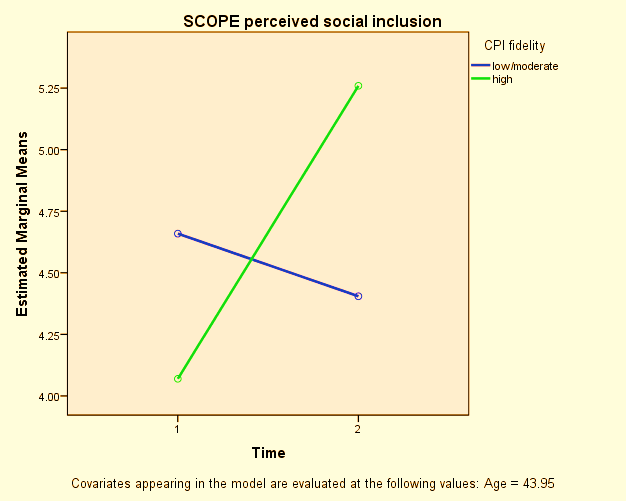 SCOPE perceived social inclusion
CPI fidelity
low/moderate
high
Estimated Marginal Means
5.25
5.00
4.75
4.50
4.25
4.00
1
2
Time
Covariates appearing in the model are evaluated at the following values: Age = 43.95